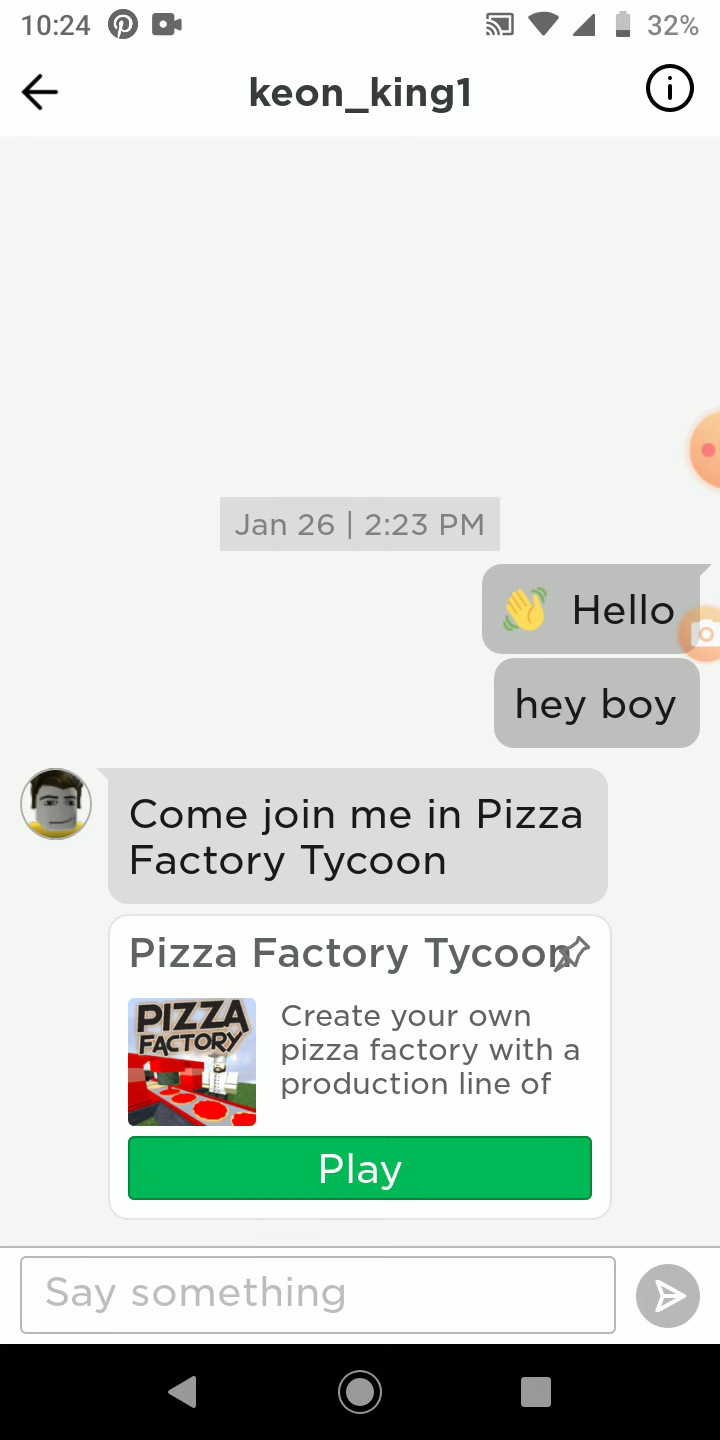 10:24
32%
keon_king1
Jan 26 | 2:23 PM
👋 Hello
hey boy
Come join me in Pizza
Factory Tycoon
Pizza Factory Tycoon
PIZZA
FACTORY
Create your own
pizza factory with a
production line of
Play
Say something